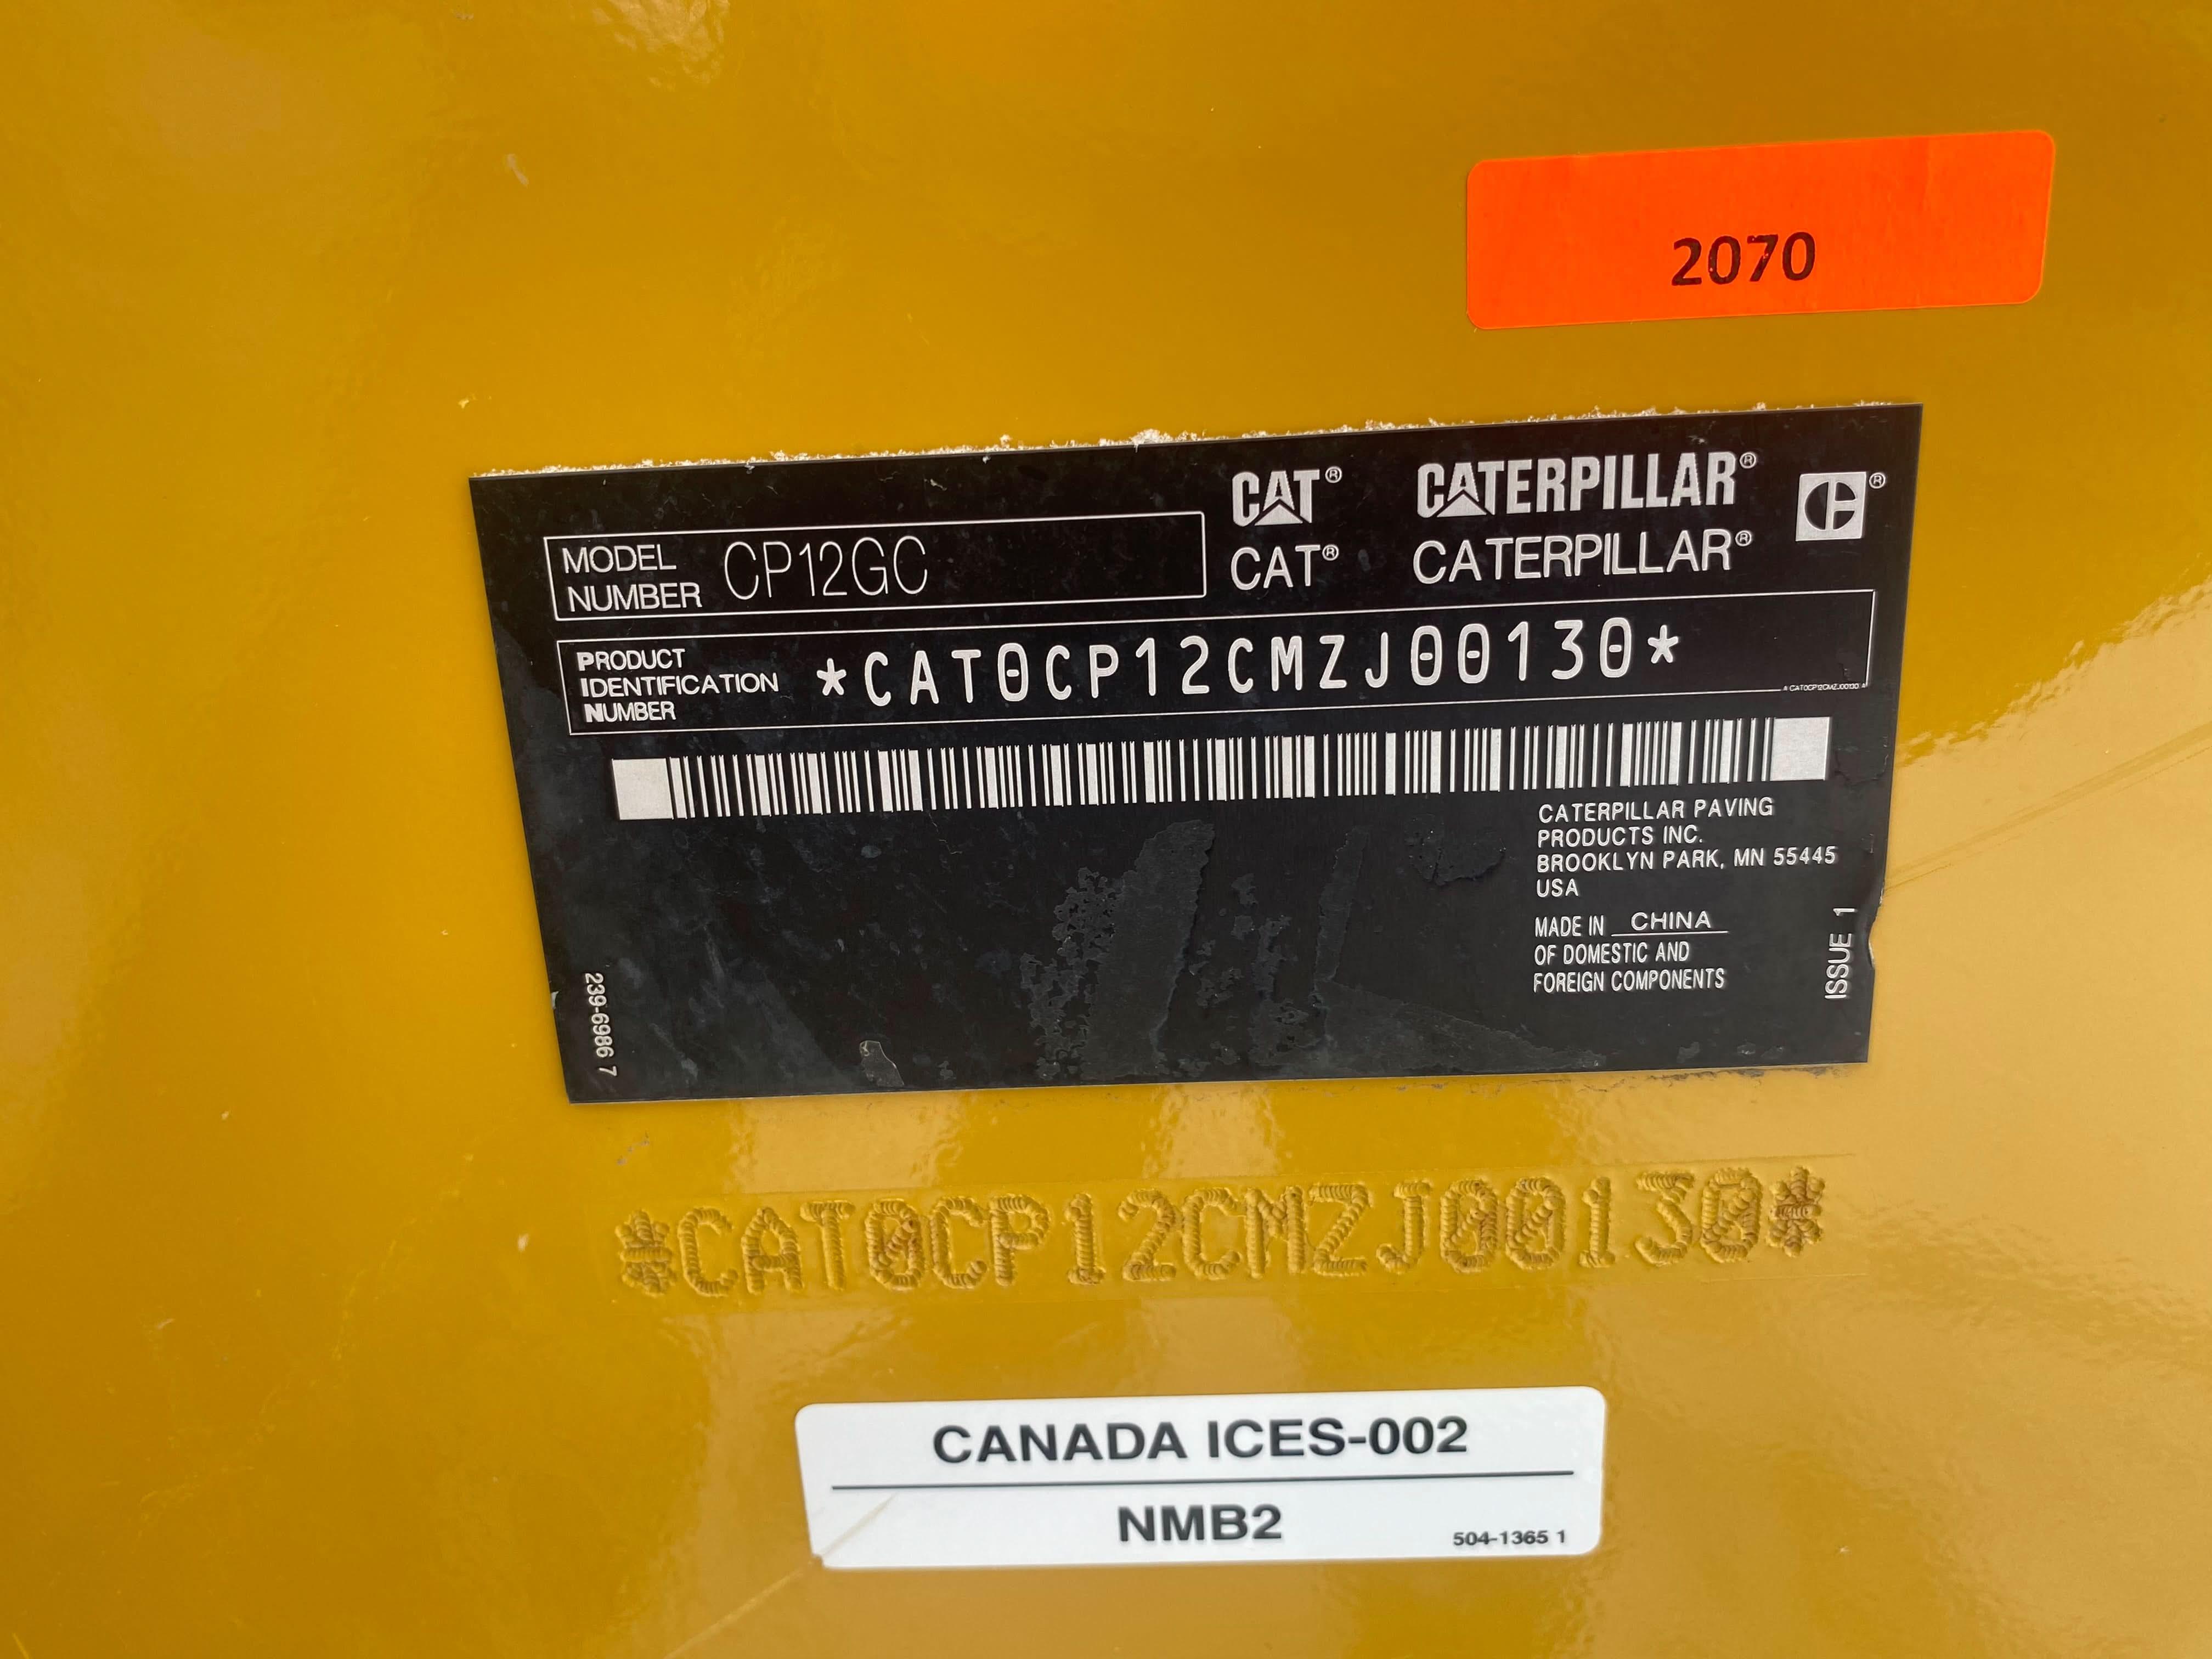 2070
CAT® CATERPILLAR® ®
CAT® CATERPILLAR®
MODEL NUMBER CP12GC
PRODUCT IDENTIFICATION NUMBER *CAT0CP12CMZJ00130*
*CAT0CP12CMZJ00130*
CATERPILLAR PAVING
PRODUCTS INC.
BROOKLYN PARK, MN 55445
USA
MADE IN CHINA
OF DOMESTIC AND
FOREIGN COMPONENTS
ISSUE 1
239-6986 7
*CAT0CP12CMZJ00130*
CANADA ICES-002
NMB2
504-1365 1